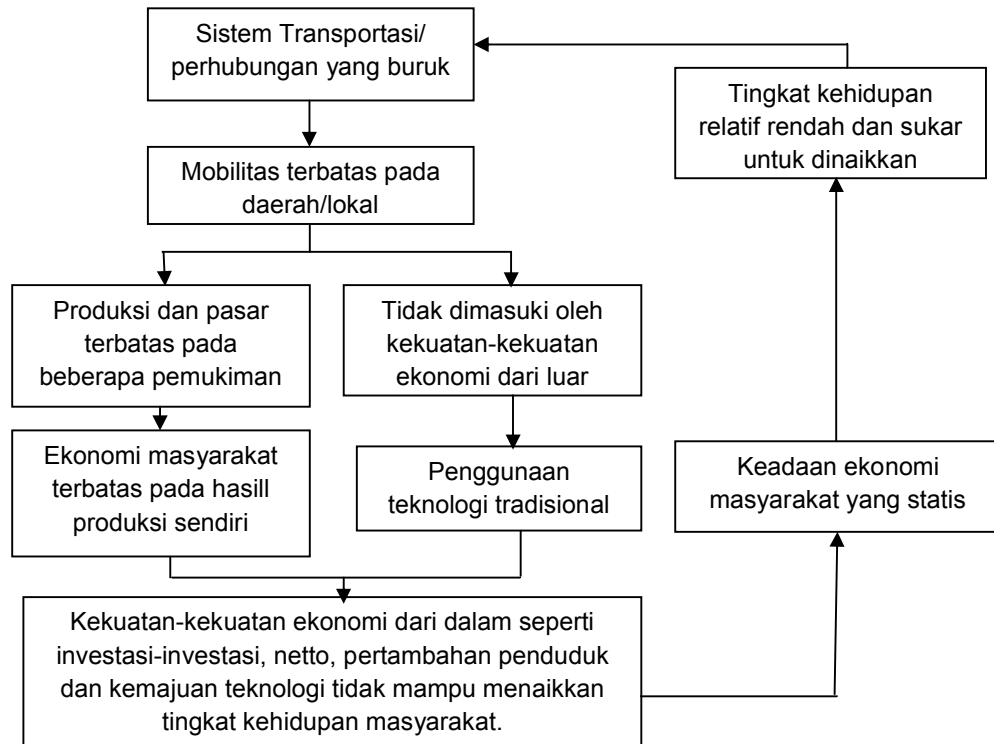 Sistem Transportasi/
perhubungan yang buruk
Mobilitas terbatas pada
daerah/lokal
Produksi dan pasar
terbatas pada
beberapa pemukiman
Tidak dimasuki oleh
kekuatan-kekuatan
ekonomi dari luar
Ekonomi masyarakat
terbatas pada hasill
produksi sendiri
Penggunaan
teknologi tradisional
Kekuatan-kekuatan ekonomi dari dalam seperti
investasi-investasi, netto, pertambahan penduduk
dan kemajuan teknologi tidak mampu menaikkan
tingkat kehidupan masyarakat.
Keadaan ekonomi
masyarakat yang statis
Tingkat kehidupan
relatif rendah dan sukar
untuk dinaikkan